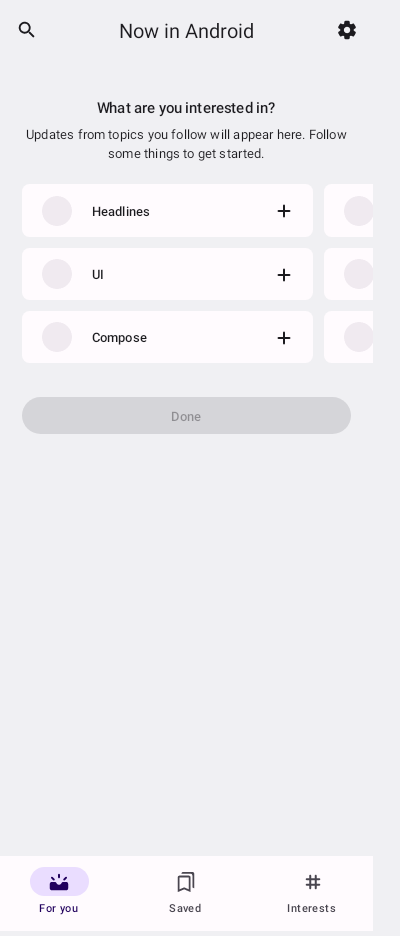 Now in Android
What are you interested in?
Updates from topics you follow will appear here. Follow
some things to get started.
Headlines
UI
Compose
Done
For you
Saved
Interests